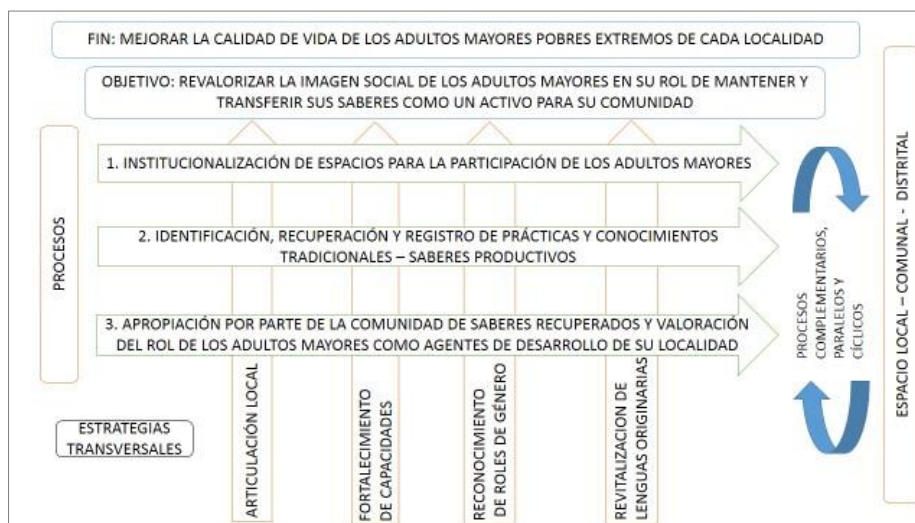 FIN: MEJORAR LA CALIDAD DE VIDA DE LOS ADULTOS MAYORES POBRES EXTREMOS DE CADA LOCALIDAD
OBJETIVO: REVALORIZAR LA IMAGEN SOCIAL DE LOS ADULTOS MAYORES EN SU ROL DE MANTENER Y
TRANSFERIR SUS SABERES COMO UN ACTIVO PARA SU COMUNIDAD
PROCESOS
1. INSTITUCIONALIZACIÓN DE ESPACIOS PARA LA PARTICIPACIÓN DE LOS ADULTOS MAYORES
2. IDENTIFICACIÓN, RECUPERACIÓN Y REGISTRO DE PRÁCTICAS Y CONOCIMIENTOS
TRADICIONALES – SABERES PRODUCTIVOS
3. APROPIACIÓN POR PARTE DE LA COMUNIDAD DE SABERES RECUPERADOS Y VALORACIÓN
DEL ROL DE LOS ADULTOS MAYORES COMO AGENTES DE DESARROLLO DE SU LOCALIDAD
PROCESOS
COMPLEMENTARIOS,
PARALELOS Y
CÍCLICOS
ESPACIO LOCAL – COMUNAL - DISTRITAL
ESTRATEGIAS
TRANSVERSALES
ARTICULACIÓN LOCAL
FORTALECIMIENTO
DE CAPACIDADES
RECONOCIMIENTO
DE ROLES DE GÉNERO
REVITALIZACION DE
LENGUAS ORIGINARIAS